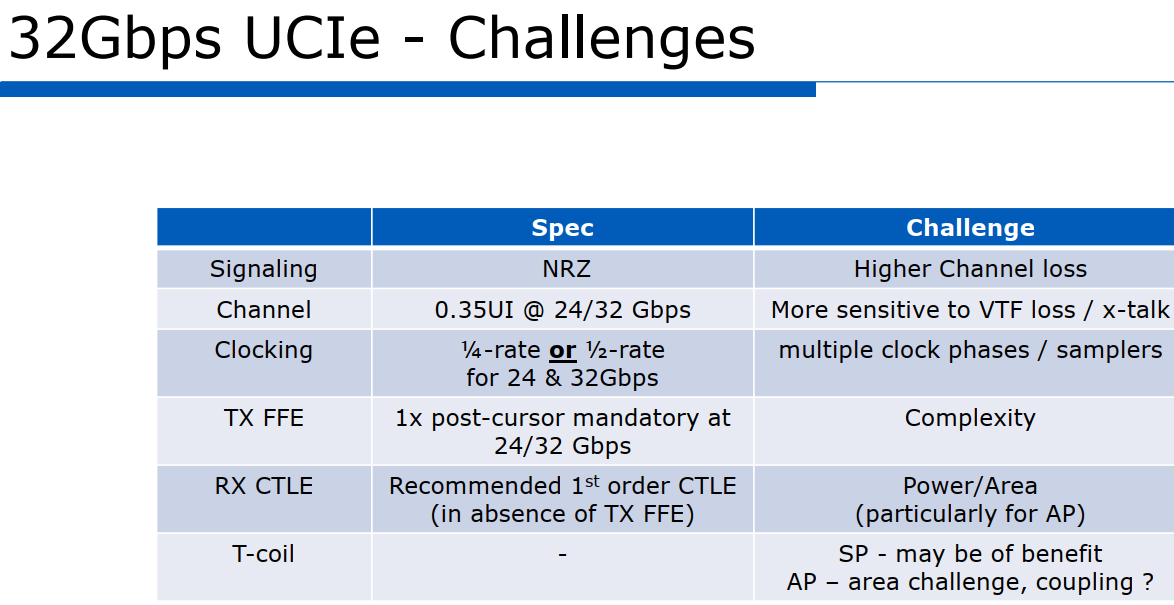 32Gbps UCIe - Challenges
Spec Challenge
Signaling NRZ Higher Channel loss
Channel 0.35UI @ 24/32 Gbps More sensitive to VTF loss / x-talk
Clocking ¼-rate or ½-rate multiple clock phases / samplers
for 24 & 32Gbps
TX FFE 1x post-cursor mandatory at Complexity
24/32 Gbps
RX CTLE Recommended 1st order CTLE Power/Area
(in absence of TX FFE) (particularly for AP)
T-coil - SP - may be of benefit
AP – area challenge, coupling ?